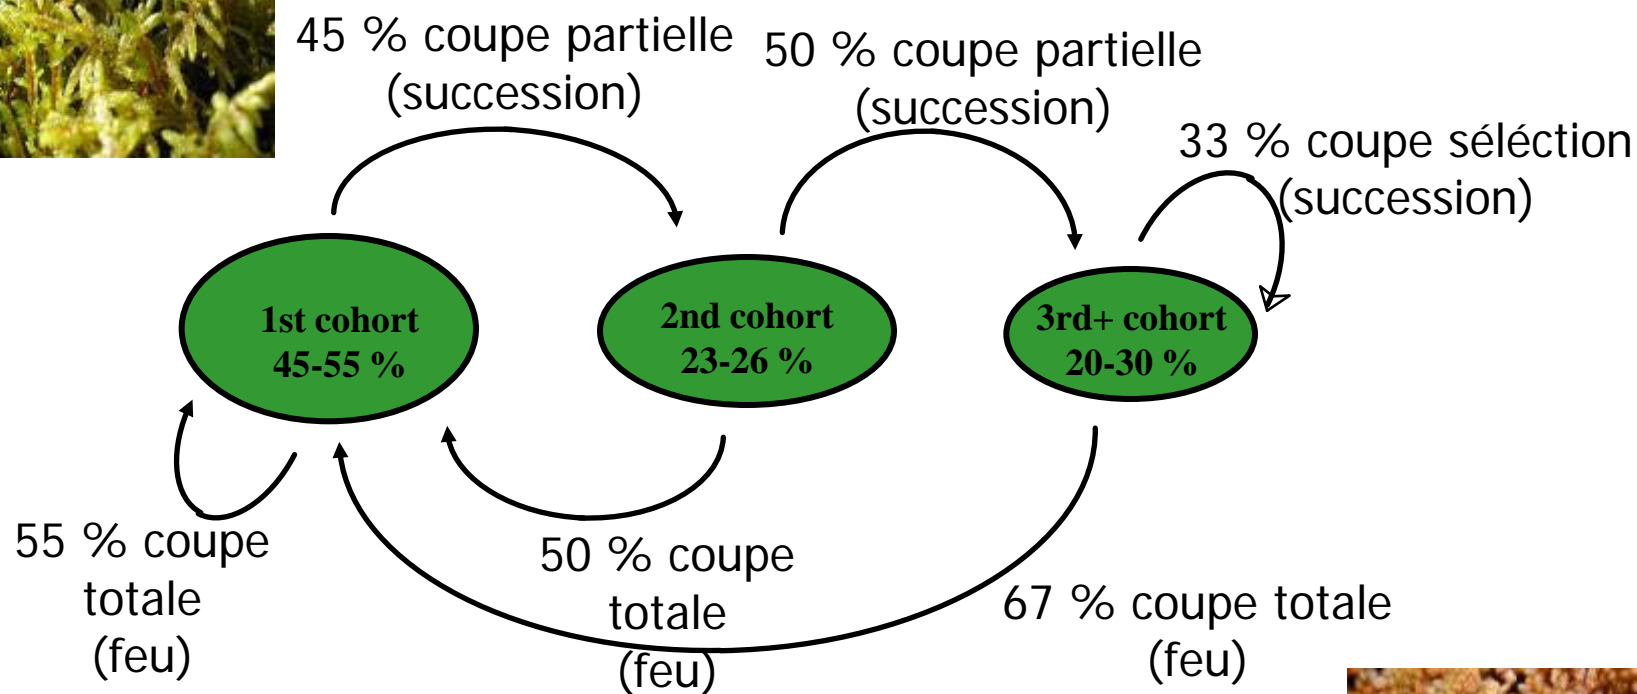 45 % coupe partielle
(succession)
50 % coupe partielle
(succession)
33 % coupe séléction
(succession)
1st cohort
45-55 %
2nd cohort
23-26 %
3rd+ cohort
20-30 %
55 % coupe
totale
(feu)
50 % coupe
totale
(feu)
67 % coupe totale
(feu)